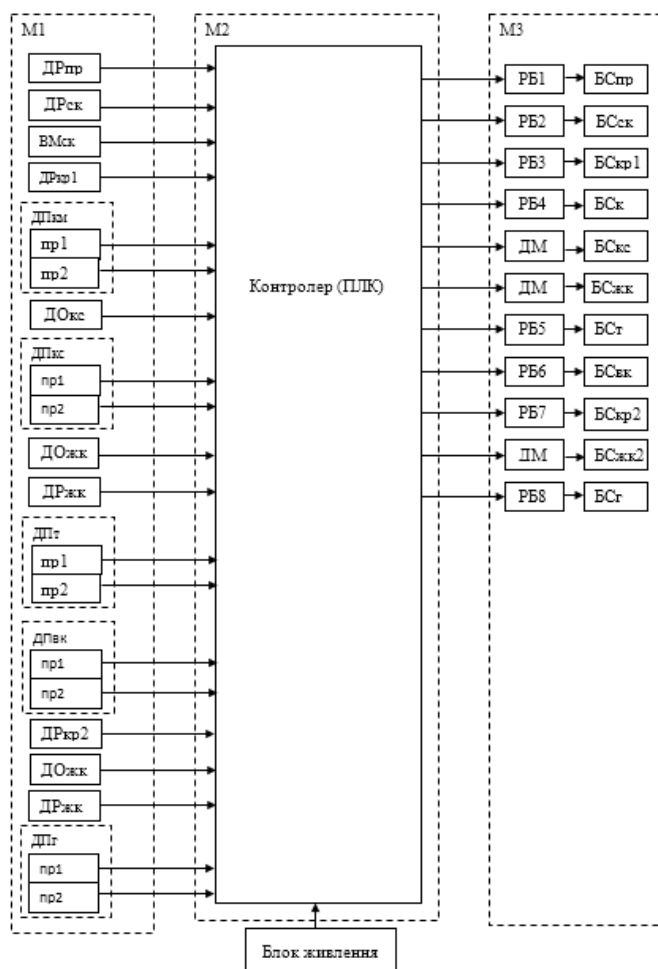 М1
ДРпр
ДРск
ВМск
ДРкр1
ДПкм
пр1
пр2
ДОкс
ДПкс
пр1
пр2
ДОжк
ДРжк
ДПт
пр1
пр2
ДПвк
пр1
пр2
ДРкр2
ДОжк
ДРжк
ДПг
пр1
пр2
М2
Контролер (ПЛК)
Блок живлення
М3
РБ1
БСпр
РБ2
БСск
РБ3
БСкр1
РБ4
БСк
ДМ
БСкс
ДМ
БСжк
РБ5
БСт
РБ6
БСвк
РБ7
БСкр2
ДМ
БСжк2
РБ8
БСг